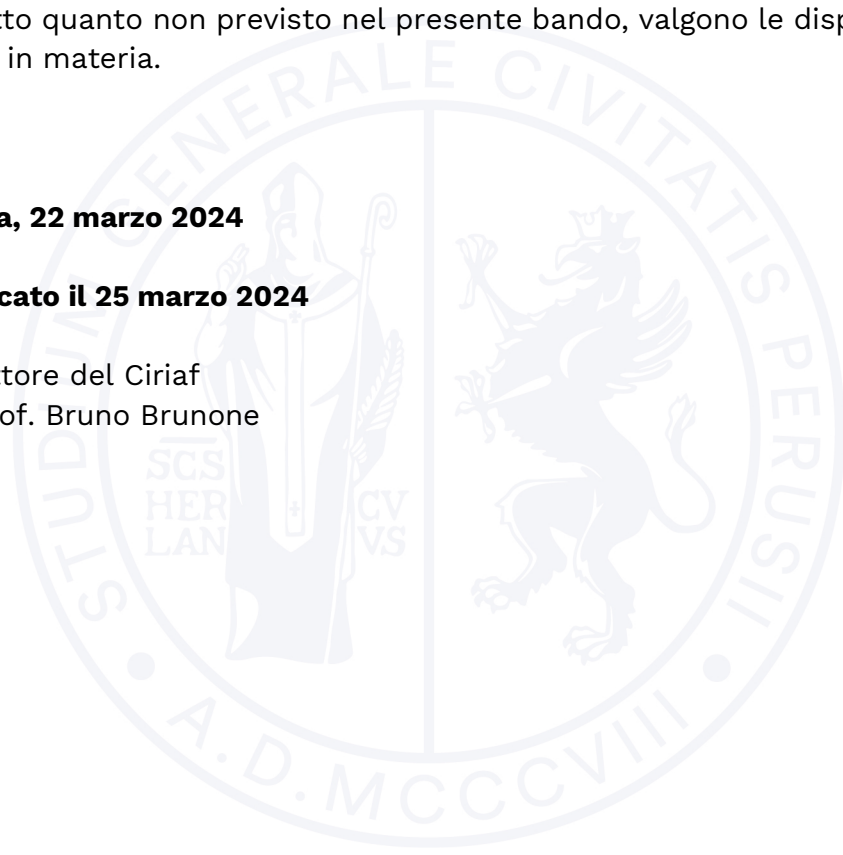 tto quanto non previsto nel presente bando, valgono le disp
in materia.
a, 22 marzo 2024
cato il 25 marzo 2024
ttore del Ciriaf
of. Bruno Brunone
STUDIUM GENERALE CIVITATIS PERUSII
SCS
HER CV
LAN VS
A.D. MCCCVIII